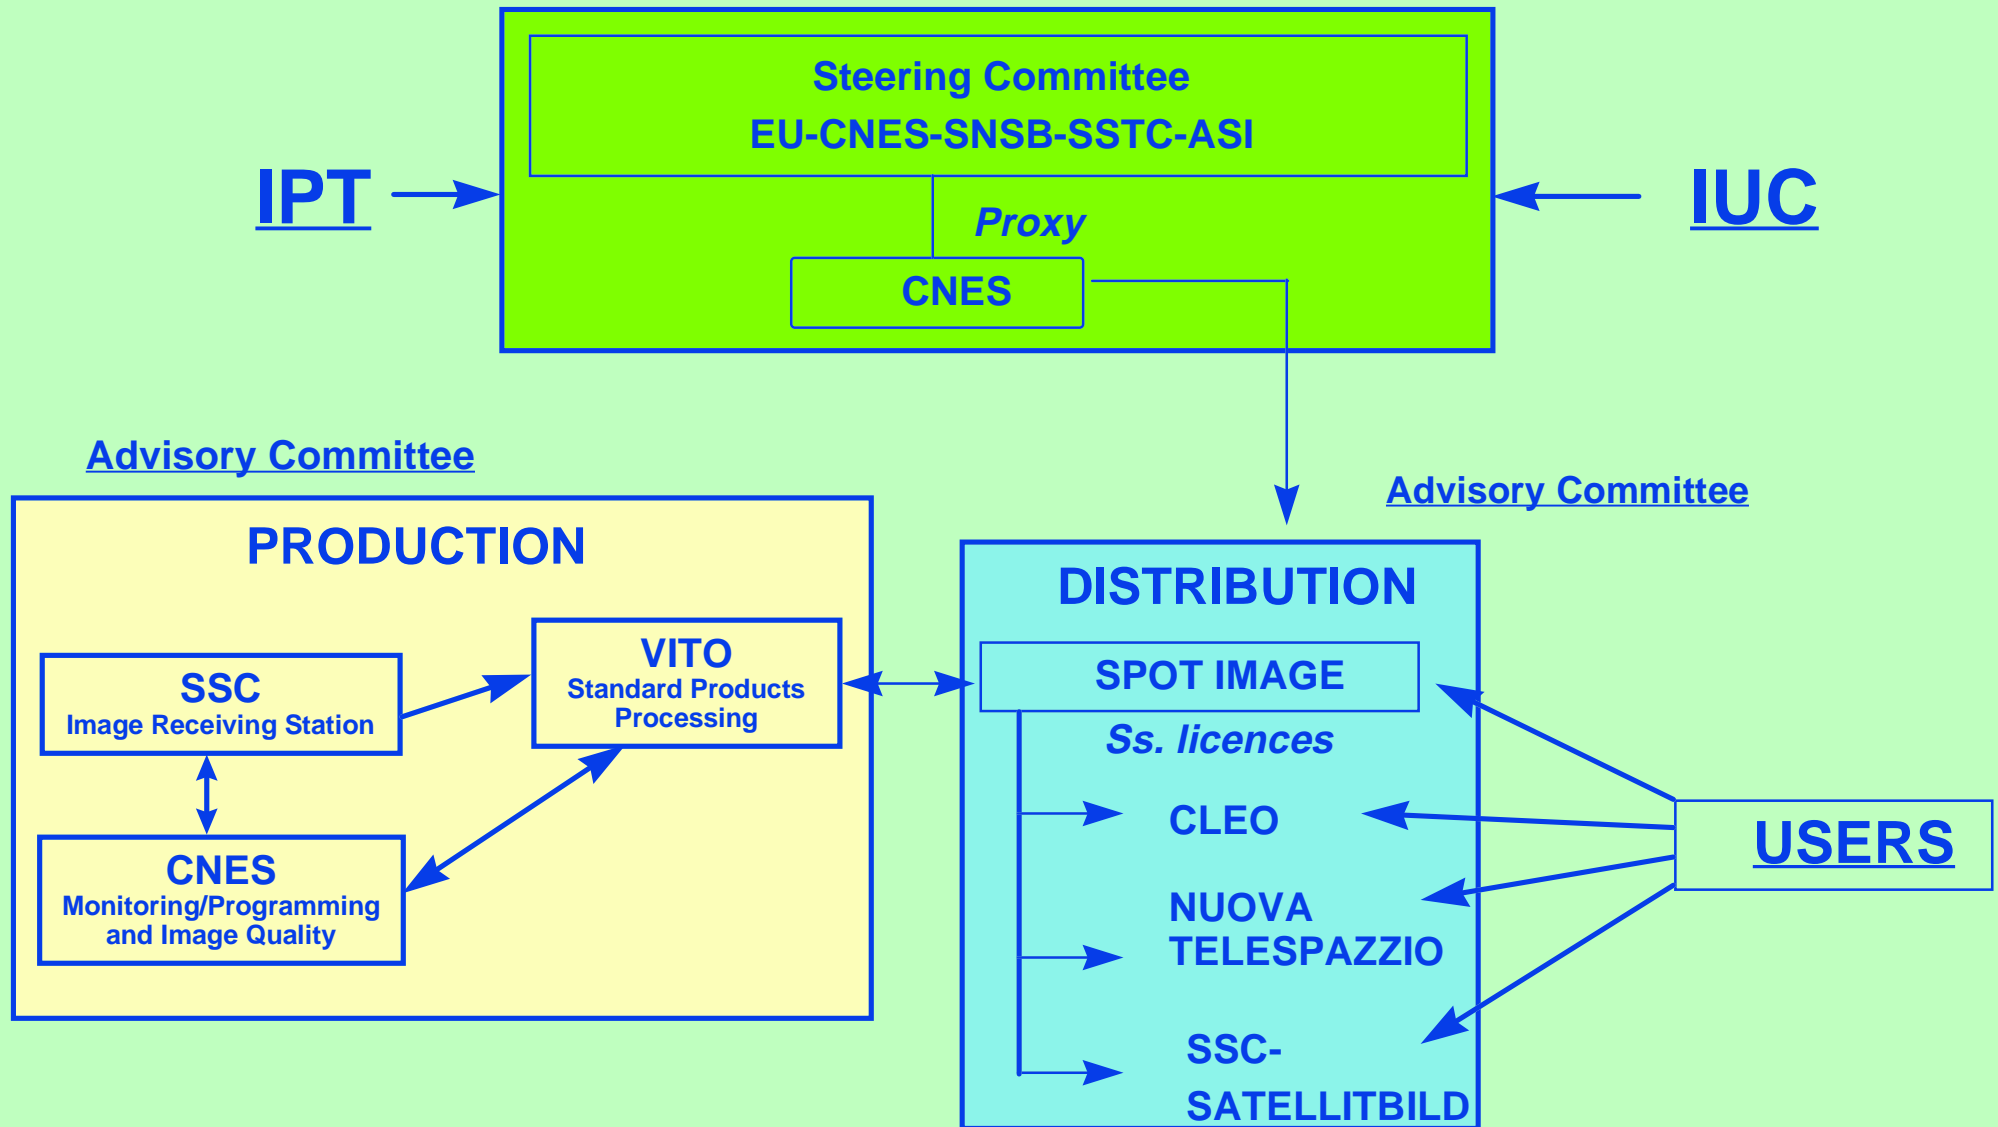 Steering Committee
EU-CNES-SNSB-SSTC-ASI
IPT
IUC
Proxy
CNES
Advisory Committee
Advisory Committee
PRODUCTION
SSC
Image Receiving Station
VITO
Standard Products
Processing
CNES
Monitoring/Programming
and Image Quality
DISTRIBUTION
SPOT IMAGE
Ss. licences
CLEO
NUOVA
TELESPAZZIO
SSC-
SATELLITBILD
USERS